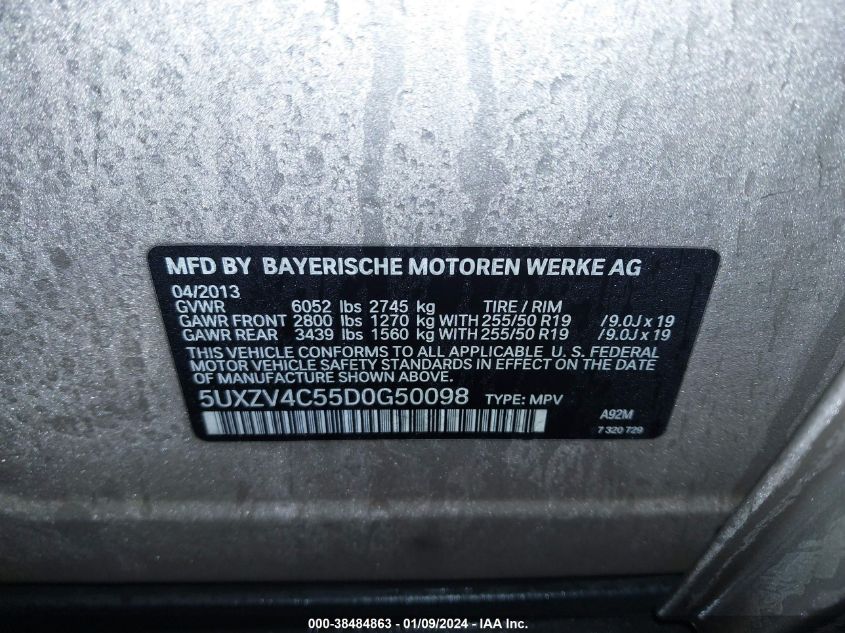 MFD BY BAYERISCHE MOTOREN WERKE AG
04/2013
GVWR 6052 lbs 2745 kg TIRE / RIM
GAWR FRONT 2800 lbs 1270 kg WITH 255/50 R19 /9.0J x 19
GAWR REAR 3439 lbs 1560 kg WITH 255/50 R19 /9.0J x 19
THIS VEHICLE CONFORMS TO ALL APPLICABLE U. S. FEDERAL
MOTOR VEHICLE SAFETY STANDARDS IN EFFECT ON THE DATE
OF MANUFACTURE SHOWN ABOVE.
5UXZV4C55D0G50098 TYPE: MPV A92M
7 320 729
000-38484863 - 01/09/2024 - IAA Inc.